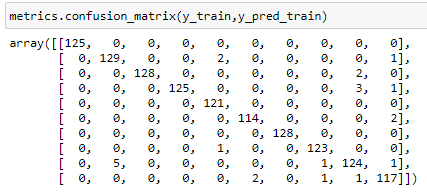 metrics.confusion_matrix(y_train,y_pred_train)
array([[125, 0, 0, 0, 0, 0, 0, 0, 0, 0],
[ 0, 129, 0, 0, 2, 0, 0, 0, 0, 1],
[ 0, 0, 128, 0, 0, 0, 0, 0, 2, 0],
[ 0, 0, 0, 125, 0, 0, 0, 0, 3, 1],
[ 0, 0, 0, 0, 121, 0, 0, 0, 0, 0],
[ 0, 0, 0, 0, 0, 114, 0, 0, 0, 2],
[ 0, 0, 0, 0, 0, 0, 128, 0, 0, 0],
[ 0, 0, 0, 0, 1, 0, 0, 123, 0, 0],
[ 0, 5, 0, 0, 0, 0, 0, 1, 124, 1],
[ 0, 0, 0, 0, 0, 2, 0, 1, 1, 117]])